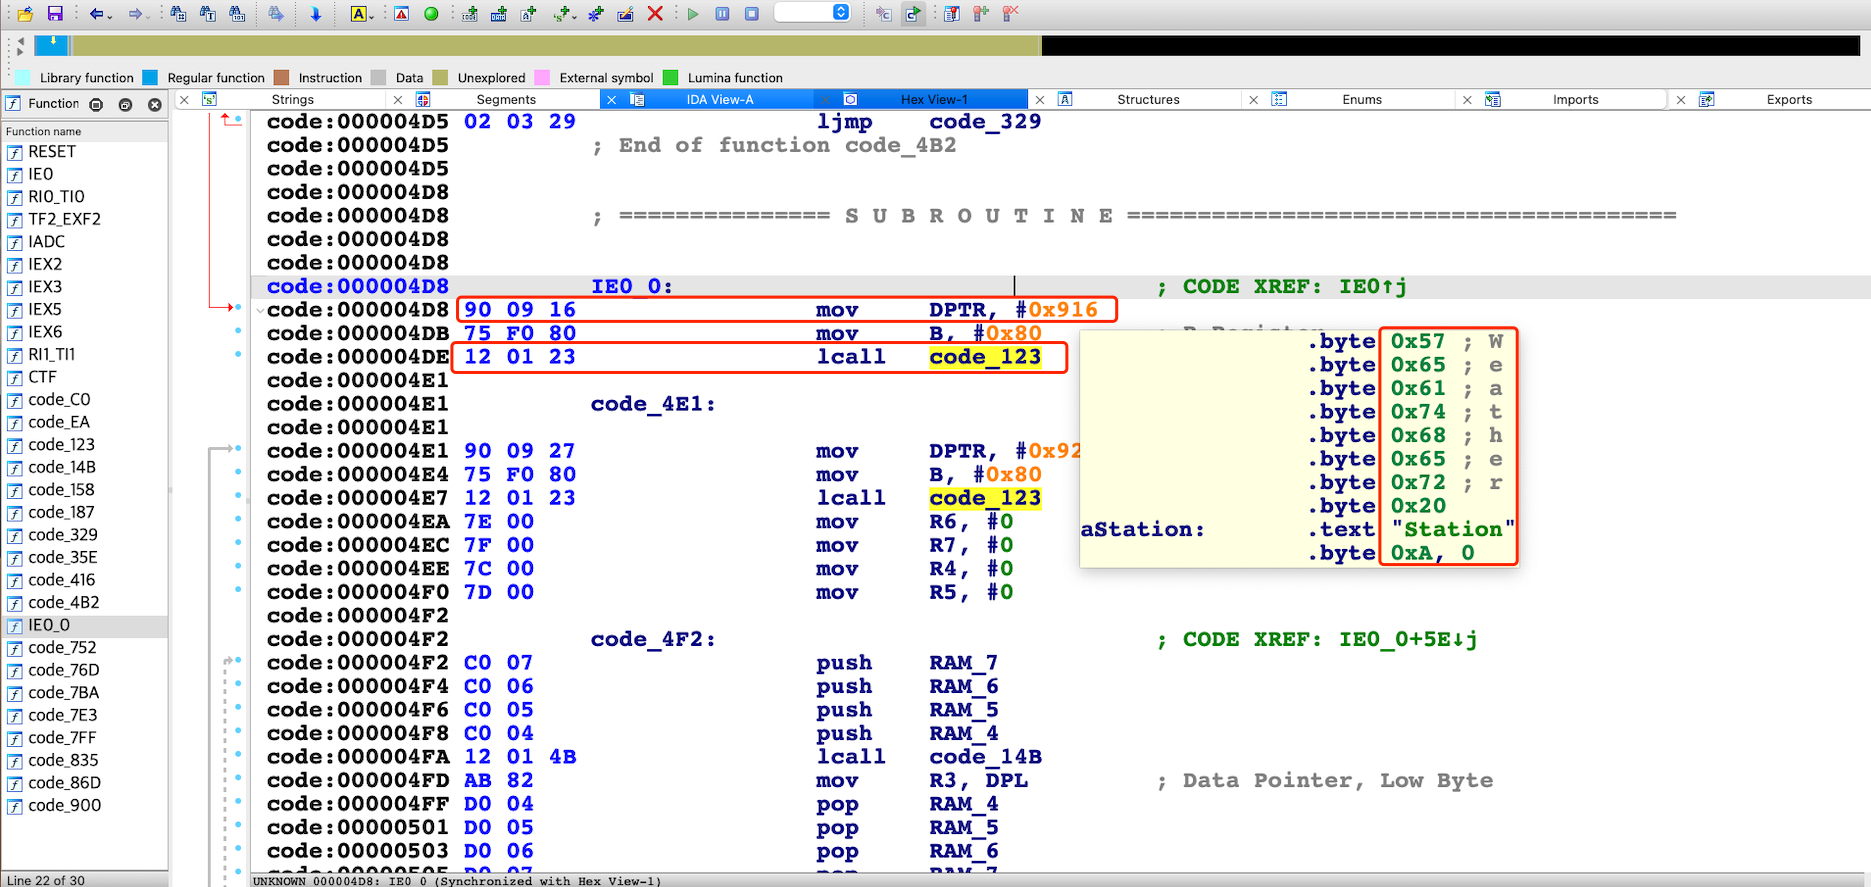 Library function Regular function Instruction Data Unexplored External symbol Lumina function
Function Strings Segments IDA View-A Hex View-1 Structures Enums Imports Exports
Function name
RESET
IE0
RI0_TI0
TF2_EXF2
IADC
IEX2
IEX3
IEX5
IEX6
RI1_TI1
CTF
code_C0
code_EA
code_123
code_14B
code_158
code_187
code_329
code_35E
code_416
code_4B2
IE0_0
code_752
code_76D
code_7BA
code_7E3
code_7FF
code_835
code_86D
code_900
Line 22 of 30
code:000004D5 02 03 29 ljmp code_329
code:000004D5 ; End of function code_4B2
code:000004D5
code:000004D8
code:000004D8 ; =============== S U B R O U T I N E =======================================
code:000004D8
code:000004D8
code:000004D8 IE0_0: ; CODE XREF: IE0↑j
code:000004D8 90 09 16 mov DPTR, #0x916
code:000004DB 75 F0 80 mov B, #0x80 ; B Register
code:000004DE 12 01 23 lcall code_123
code:000004E1
code:000004E1 code_4E1:
code:000004E1
code:000004E1 90 09 27 mov DPTR, #0x92
code:000004E4 75 F0 80 mov B, #0x80
code:000004E7 12 01 23 lcall code_123
code:000004EA 7E 00 mov R6, #0
code:000004EC 7F 00 mov R7, #0
code:000004EE 7C 00 mov R4, #0
code:000004F0 7D 00 mov R5, #0
code:000004F2
code:000004F2 code_4F2: ; CODE XREF: IE0_0+5E↓j
code:000004F2 C0 07 push RAM_7
code:000004F4 C0 06 push RAM_6
code:000004F6 C0 05 push RAM_5
code:000004F8 C0 04 push RAM_4
code:000004FA 12 01 4B lcall code_14B
code:000004FD AB 82 mov R3, DPL ; Data Pointer, Low Byte
code:000004FF D0 04 pop RAM_4
code:00000501 D0 05 pop RAM_5
code:00000503 D0 06 pop RAM_6
code:00000505 D0 07 pop RAM_7
.byte 0x57 ; W
.byte 0x65 ; e
.byte 0x61 ; a
.byte 0x74 ; t
.byte 0x68 ; h
.byte 0x65 ; e
.byte 0x72 ; r
.byte 0x20
aStation: .text "Station"
.byte 0xA, 0
UNKNOWN 000004D8: IE0_0 (Synchronized with Hex View-1)